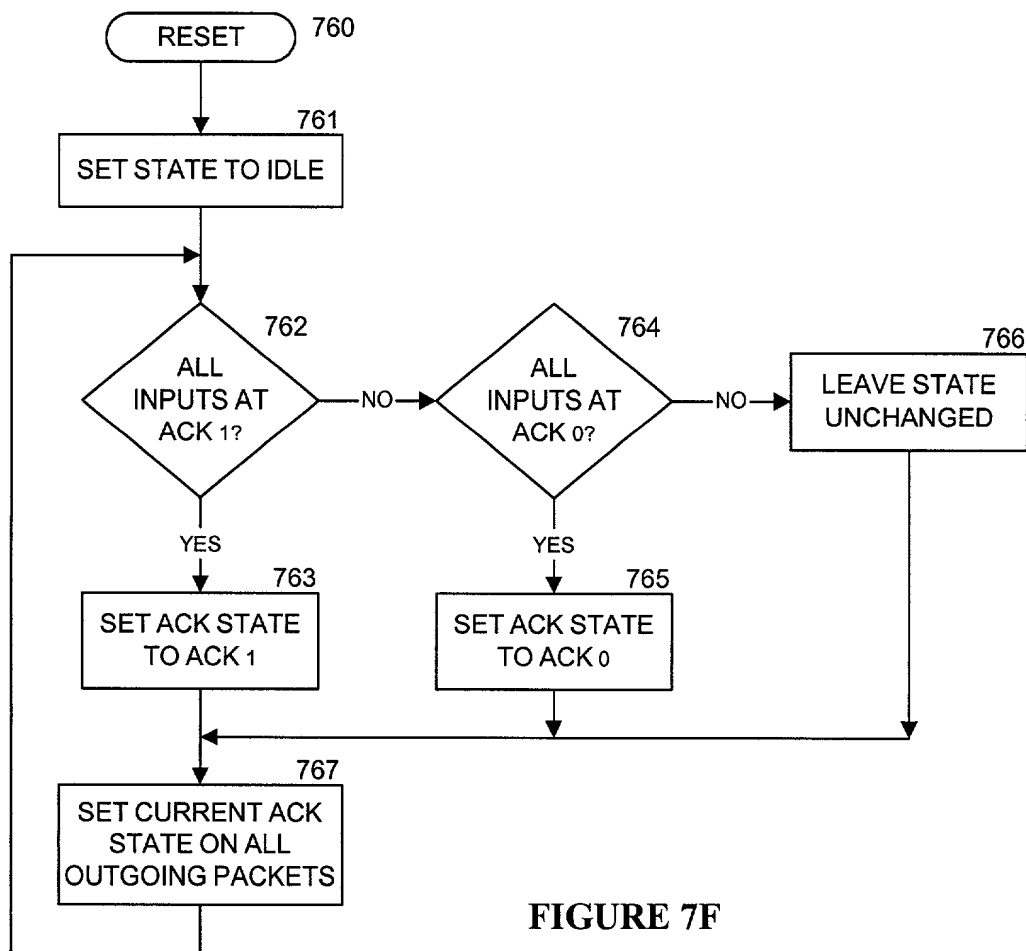 RESET
760
761
SET STATE TO IDLE
762
ALL
INPUTS AT
ACK 1?
NO
764
ALL
INPUTS AT
ACK 0?
NO
766
LEAVE STATE
UNCHANGED
YES
YES
763
SET ACK STATE
TO ACK 1
765
SET ACK STATE
TO ACK 0
767
SET CURRENT ACK
STATE ON ALL
OUTGOING PACKETS
FIGURE 7F